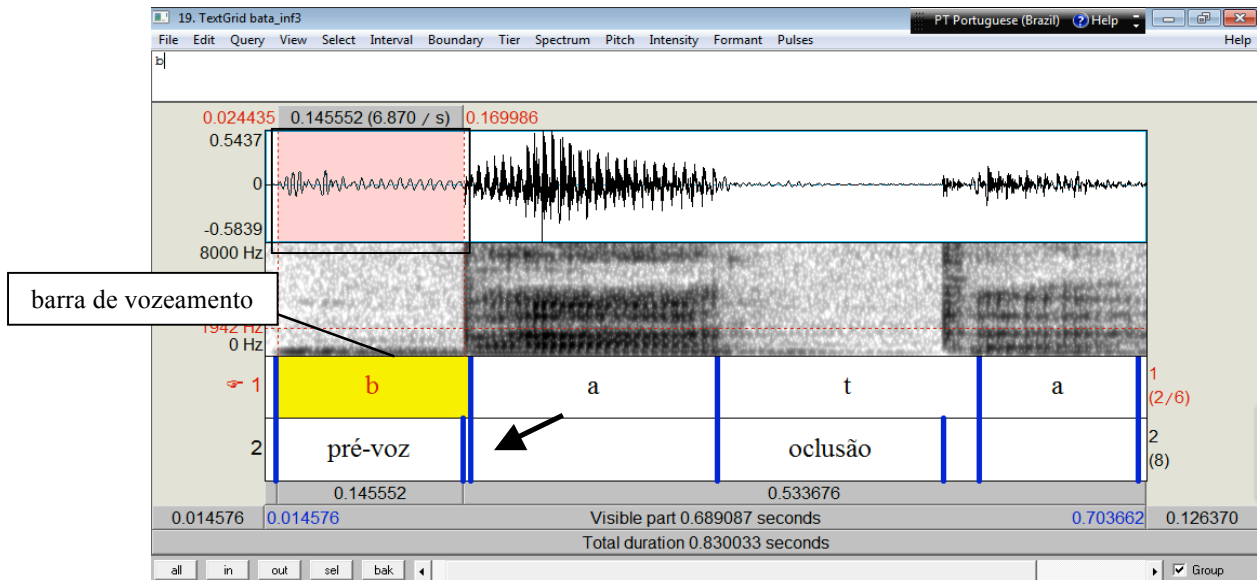 19. TextGrid bata_inf3
PT Portuguese (Brazil) ? Help
File Edit Query View Select Interval Boundary Tier Spectrum Pitch Intensity Formant Pulses Help
b
0.024435 0.145552 (6.870 / s) 0.169986
0.5437
0
-0.5839
8000 Hz
barra de vozeamento
1942 Hz
0 Hz
1 b a t a 1
(2/6)
2 pré-voz oclusão 2
(8)
0.145552 0.533676
0.014576 0.014576 Visible part 0.689087 seconds 0.703662 0.126370
Total duration 0.830033 seconds
all in out sel bak Group